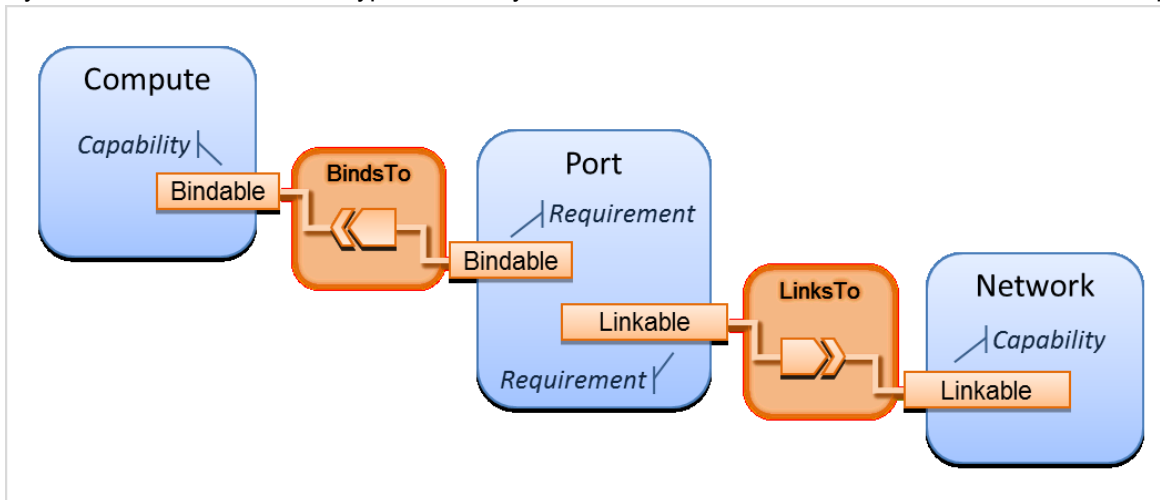 Compute
Capability
Bindable
BindsTo
Port
Requirement
Bindable
Linkable
Requirement
LinksTo
Network
Capability
Linkable